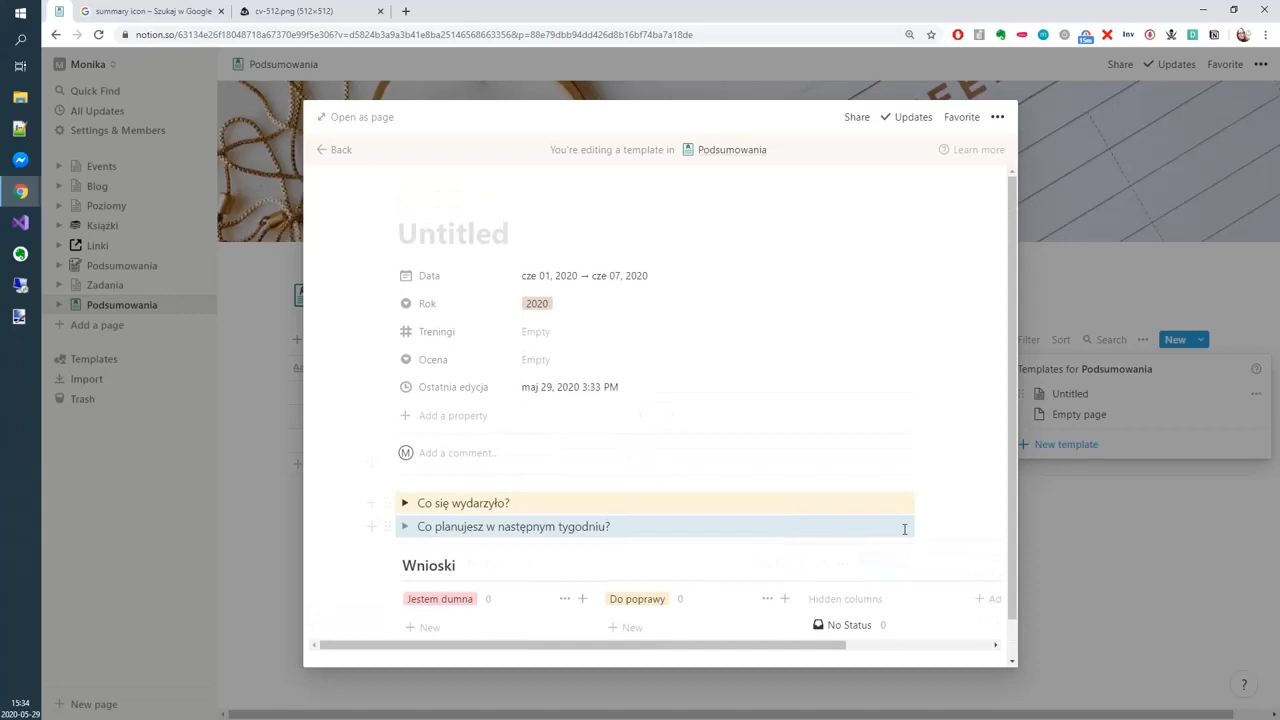 summary icon – Szukaj w Google
cv-512.png (512×512)
notion.so/63134e26f18048718a67370e99f5e306?v=d5824b3a9a3b41e8ba251465686633568&p=88e79dbb94dd426d8b16bf74ba7a18de
Monika
Podsumowania
Share
Updates
Favorite
Quick Find
All Updates
Settings & Members
Events
Blog
Poziomy
Książki
Linki
Podsumowania
Zadania
Podsumowania
Add a page
Templates
Import
Trash
New page
Open as page
Share
Updates
Favorite
Back
You're editing a template in Podsumowania
Learn more
Untitled
Data cze 01, 2020 → cze 07, 2020
Rok 2020
Treningi Empty
Ocena Empty
Ostatnia edycja maj 29, 2020 3:33 PM
Add a property
M Add a comment..
Co się wydarzyło?
Co planujesz w następnym tygodniu?
Wnioski
Jestem dumna 0
Do poprawy 0
Hidden columns
Ad
New
New
No Status 0
Filter
Sort
Search
New
Templates for Podsumowania
Untitled
Empty page
New template
15:34
2020-05-29